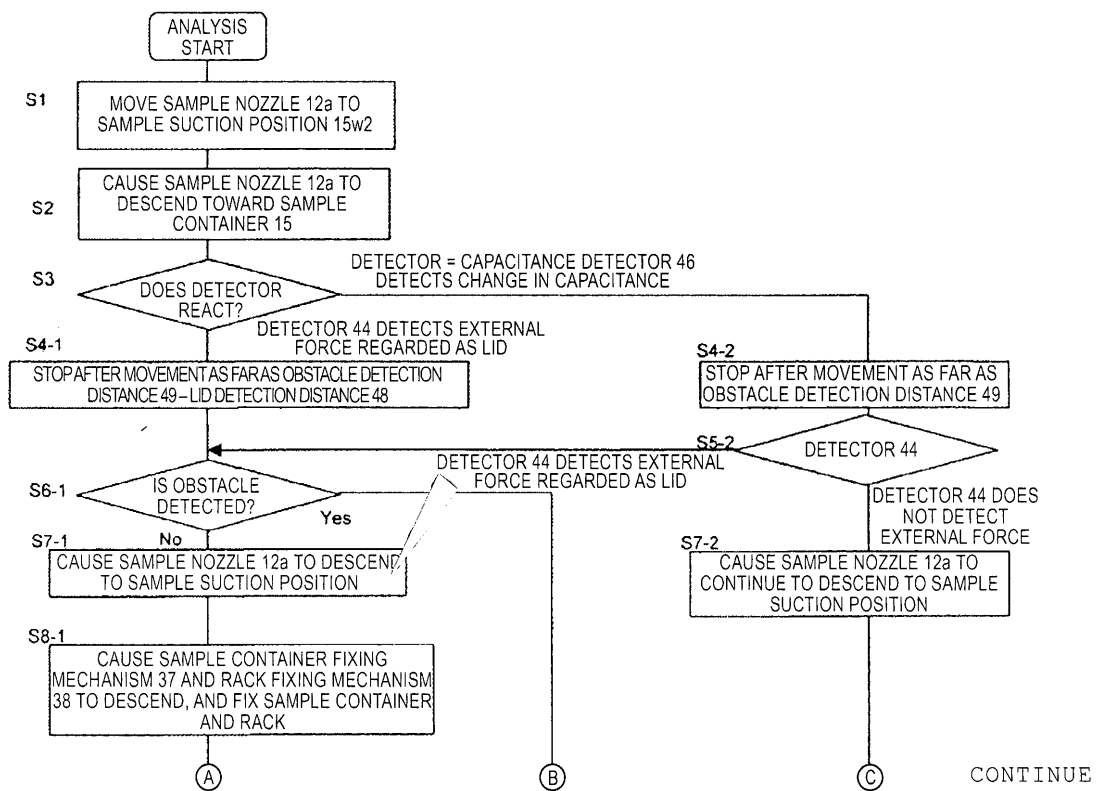 ANALYSIS
START
S1
MOVE SAMPLE NOZZLE 12a TO
SAMPLE SUCTION POSITION 15w2
S2
CAUSE SAMPLE NOZZLE 12a TO
DESCEND TOWARD SAMPLE
CONTAINER 15
S3
DOES DETECTOR
REACT?
DETECTOR = CAPACITANCE DETECTOR 46
DETECTS CHANGE IN CAPACITANCE
DETECTOR 44 DETECTS EXTERNAL
FORCE REGARDED AS LID
S4-1
STOP AFTER MOVEMENT AS FAR AS OBSTACLE DETECTION
DISTANCE 49 – LID DETECTION DISTANCE 48
S4-2
STOP AFTER MOVEMENT AS FAR AS
OBSTACLE DETECTION DISTANCE 49
S5-2
DETECTOR 44
DETECTOR 44 DETECTS EXTERNAL
FORCE REGARDED AS LID
S6-1
IS OBSTACLE
DETECTED?
Yes
No
DETECTOR 44 DOES
NOT DETECT
EXTERNAL FORCE
S7-1
CAUSE SAMPLE NOZZLE 12a TO DESCEND
TO SAMPLE SUCTION POSITION
S7-2
CAUSE SAMPLE NOZZLE 12a TO
CONTINUE TO DESCEND TO SAMPLE
SUCTION POSITION
S8-1
CAUSE SAMPLE CONTAINER FIXING
MECHANISM 37 AND RACK FIXING MECHANISM
38 TO DESCEND, AND FIX SAMPLE CONTAINER
AND RACK
A
B
C
CONTINUE